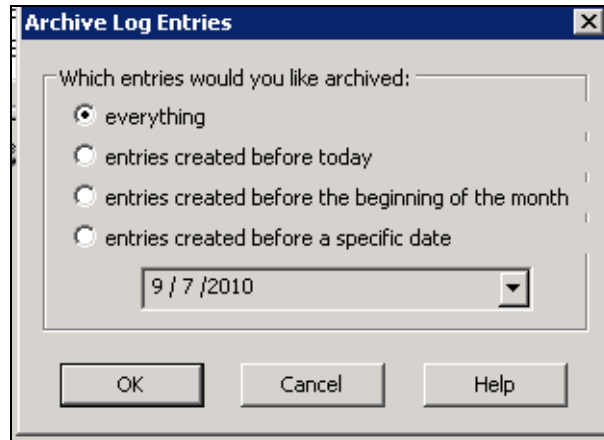 Archive Log Entries
Which entries would you like archived:
everything
entries created before today
entries created before the beginning of the month
entries created before a specific date
9 / 7 /2010
OK
Cancel
Help